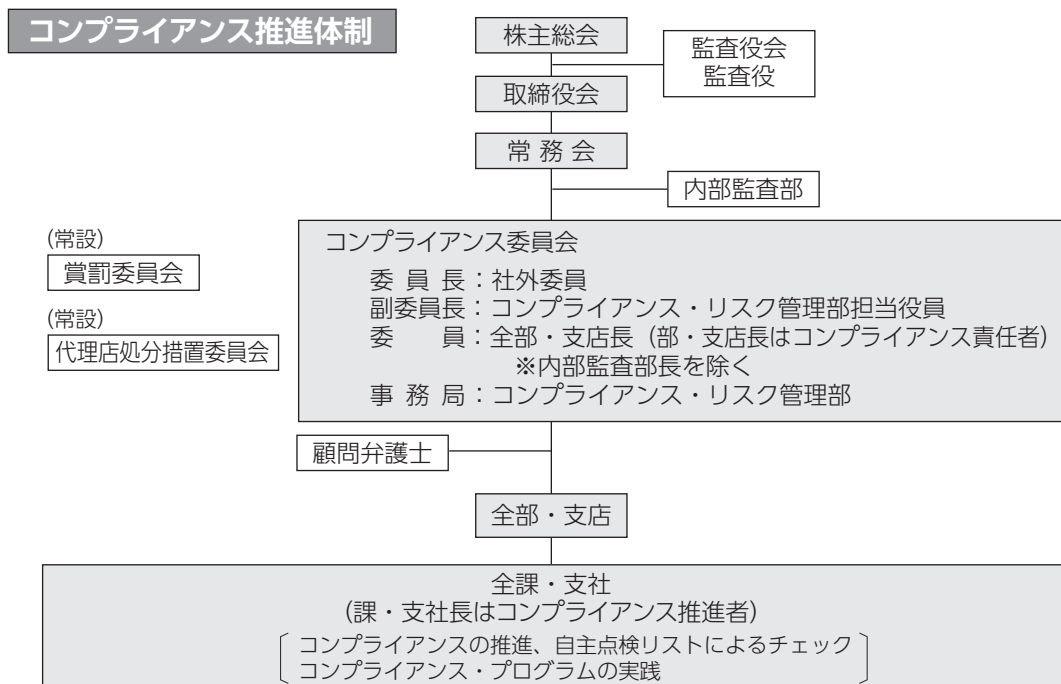 コンプライアンス推進体制
株主総会
監査役会
監査役
取締役会
常務会
内部監査部
(常設)
賞罰委員会
(常設)
代理店処分措置委員会
コンプライアンス委員会
委員長：社外委員
副委員長：コンプライアンス・リスク管理部担当役員
委員：全部・支店長（部・支店長はコンプライアンス責任者）
※内部監査部長を除く
事務局：コンプライアンス・リスク管理部
顧問弁護士
全部・支店
全課・支社
（課・支社長はコンプライアンス推進者）
コンプライアンスの推進、自主点検リストによるチェック
コンプライアンス・プログラムの実践